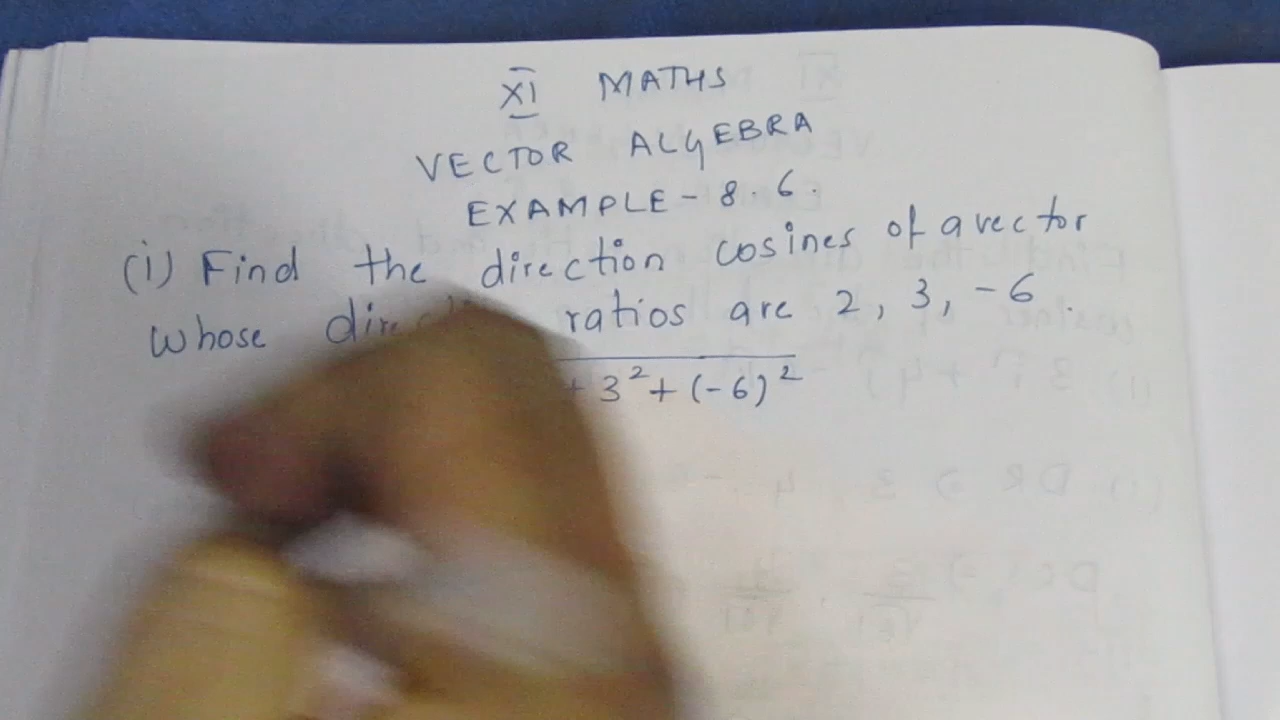 XI MATHS
VECTOR ALGEBRA
EXAMPLE - 8.6.
(i) Find the direction cosines of a vector
whose ratios are 2, 3, -6.
+ 3² + (-6)²